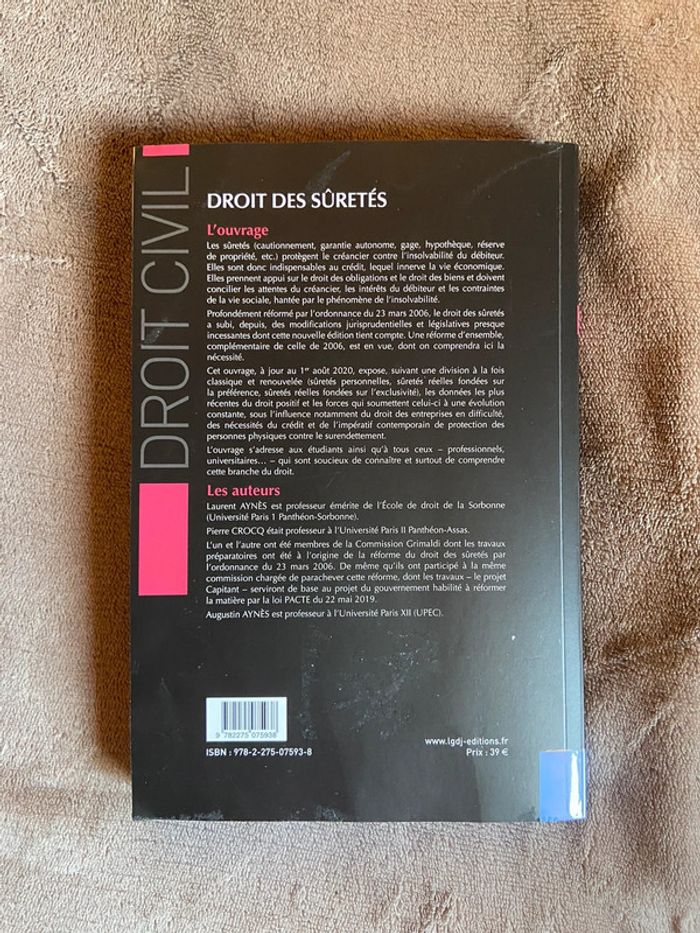 DROIT CIVIL
DROIT DES SÛRETÉS
L'ouvrage
Les sûretés (cautionnement, garantie autonome, gage, hypothèque, réserve
de propriété, etc.) protègent le créancier contre l'insolvabilité du débiteur.
Elles sont donc indispensables au crédit, lequel innerve la vie économique.
Elles prennent appui sur le droit des obligations et le droit des biens et doivent
concilier les attentes du créancier, les intérêts du débiteur et les contraintes
de la vie sociale, hantée par le phénomène de l'insolvabilité.
Profondément réformé par l'ordonnance du 23 mars 2006, le droit des sûretés
a subi, depuis, des modifications jurisprudentielles et législatives presque
incessantes dont cette nouvelle édition tient compte. Une réforme d'ensemble,
complémentaire de celle de 2006, est en vue, dont on comprendra ici la
nécessité.
Cet ouvrage, à jour au 1er août 2020, expose, suivant une division à la fois
classique et renouvelée (sûretés personnelles, sûretés réelles fondées sur
la préférence, sûretés réelles fondées sur l'exclusivité), les données les plus
récentes du droit positif et les forces qui soumettent celui-ci à une évolution
constante, sous l'influence notamment du droit des entreprises en difficulté,
des nécessités du crédit et de l'impératif contemporain de protection des
personnes physiques contre le surendettement.
L'ouvrage s'adresse aux étudiants ainsi qu'à tous ceux – professionnels,
universitaires... – qui sont soucieux de connaître et surtout de comprendre
cette branche du droit.
Les auteurs
Laurent AYNÈS est professeur émérite de l'École de droit de la Sorbonne
(Université Paris 1 Panthéon-Sorbonne).
Pierre CROCQ était professeur à l'Université Paris II Panthéon-Assas.
L'un et l'autre ont été membres de la Commission Grimaldi dont les travaux
préparatoires ont été à l'origine de la réforme du droit des sûretés par
l'ordonnance du 23 mars 2006. De même qu'ils ont participé à la même
commission chargée de parachever cette réforme, dont les travaux – le projet
Capitant – serviront de base au projet du gouvernement habilité à réformer
la matière par la loi PACTE du 22 mai 2019.
Augustin AYNÈS est professeur à l'Université Paris XII (UPEC).
9 782275 075938
ISBN : 978-2-275-07593-8
www.lgdj-editions.fr
Prix : 39 €